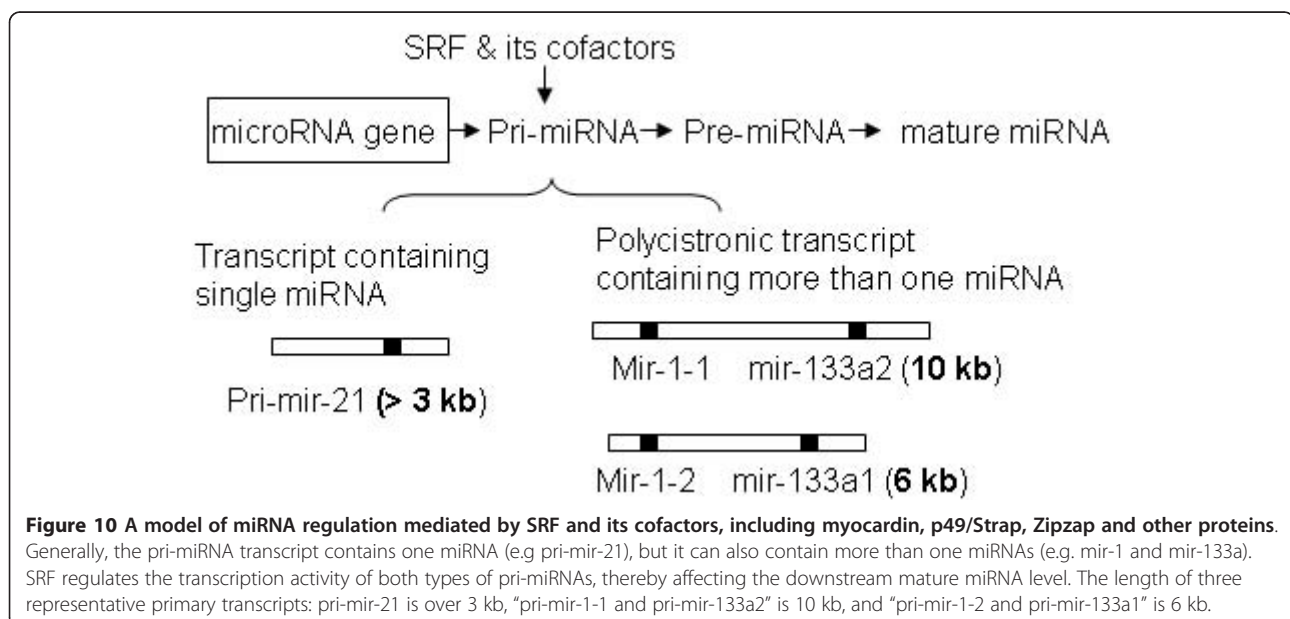 SRF & its cofactors
microRNA gene Pri-miRNA Pre-miRNA mature miRNA
Transcript containing
single miRNA
Pri-mir-21 (> 3 kb)
Polycistronic transcript
containing more than one miRNA
Mir-1-1 mir-133a2 (10 kb)
Mir-1-2 mir-133a1 (6 kb)
Figure 10 A model of miRNA regulation mediated by SRF and its cofactors, including myocardin, p49/Strap, Zipzap and other proteins.
Generally, the pri-miRNA transcript contains one miRNA (e.g pri-mir-21), but it can also contain more than one miRNAs (e.g. mir-1 and mir-133a).
SRF regulates the transcription activity of both types of pri-miRNAs, thereby affecting the downstream mature miRNA level. The length of three
representative primary transcripts: pri-mir-21 is over 3 kb, “pri-mir-1-1 and pri-mir-133a2” is 10 kb, and “pri-mir-1-2 and pri-mir-133a1” is 6 kb.